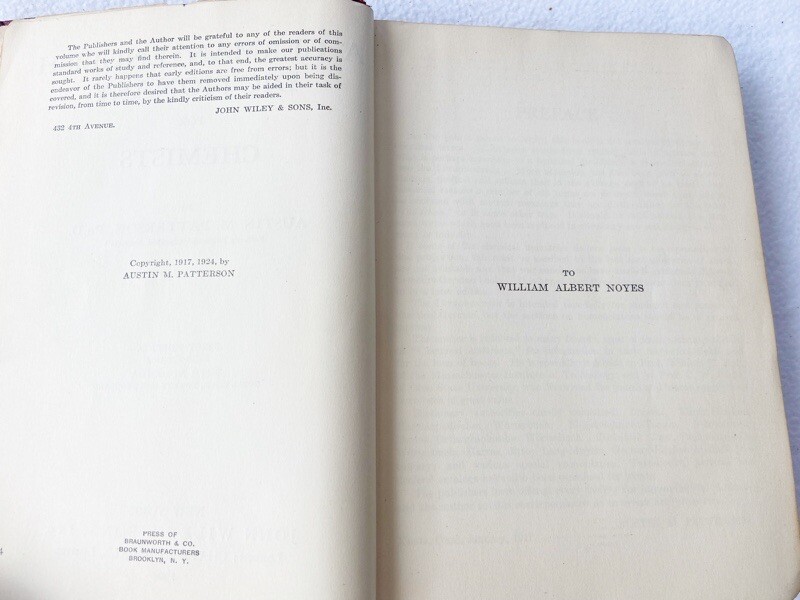 The Publishers and the Author will be grateful to any of the readers of this
volume who will kindly call their attention to any errors of omission or of com-
mission that they may find therein. It is intended to make our publications
standard works of study and reference, and, to that end, the greatest accuracy is
sought. It rarely happens that early editions are free from errors; but it is the
endeavor of the Publishers to have them removed immediately upon being dis-
covered, and it is therefore desired that the Authors may be aided in their task of
revision, from time to time, by the kindly criticism of their readers.
JOHN WILEY & SONS, Inc.
432 4TH AVENUE.
Copyright, 1917, 1924, by
AUSTIN M. PATTERSON
PRESS OF
BRAUNWORTH & CO.
BOOK MANUFACTURERS
BROOKLYN, N. Y.
4
TO
WILLIAM ALBERT NOYES